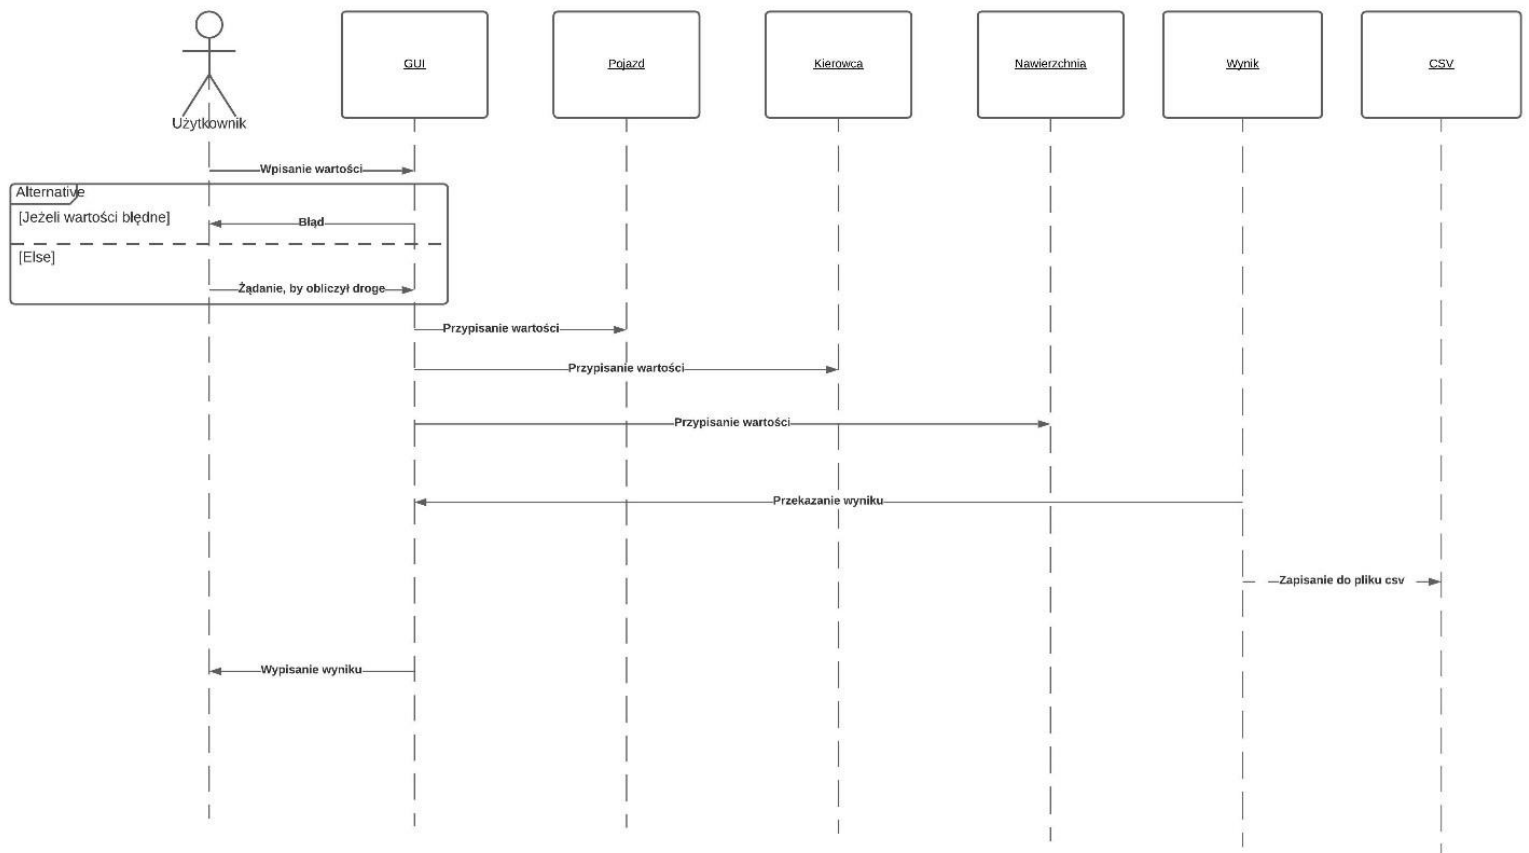 GUI
Pojazd
Kierowca
Nawierzchnia
Wynik
CSV
Użytkownik
Wpisanie wartości
Alternative
[Jeżeli wartości błędne]
Błąd
[Else]
Żądanie, by obliczył droge
Przypisanie wartości
Przypisanie wartości
Przypisanie wartości
Przekazanie wyniku
Zapisanie do pliku csv
Wypisanie wyniku